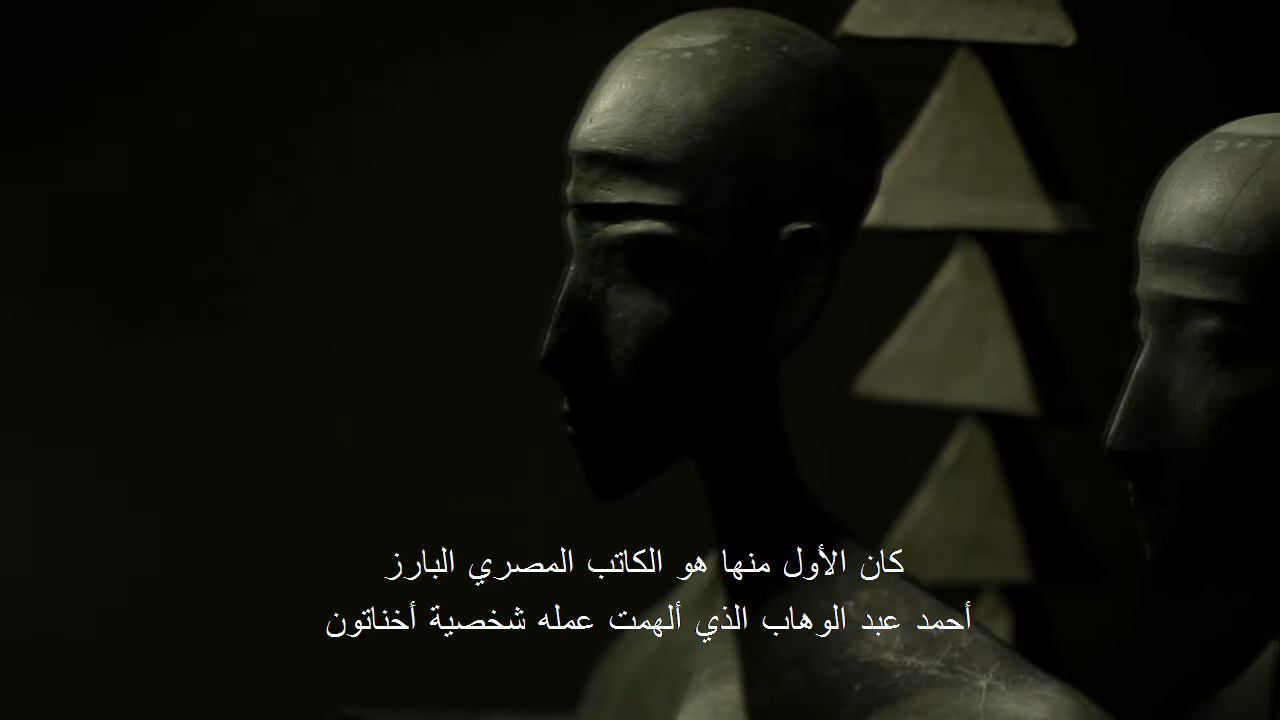 كان الأول منها هو الكاتب المصري البارز
أحمد عبد الوهاب الذي ألهمت عمله شخصية أخناتون